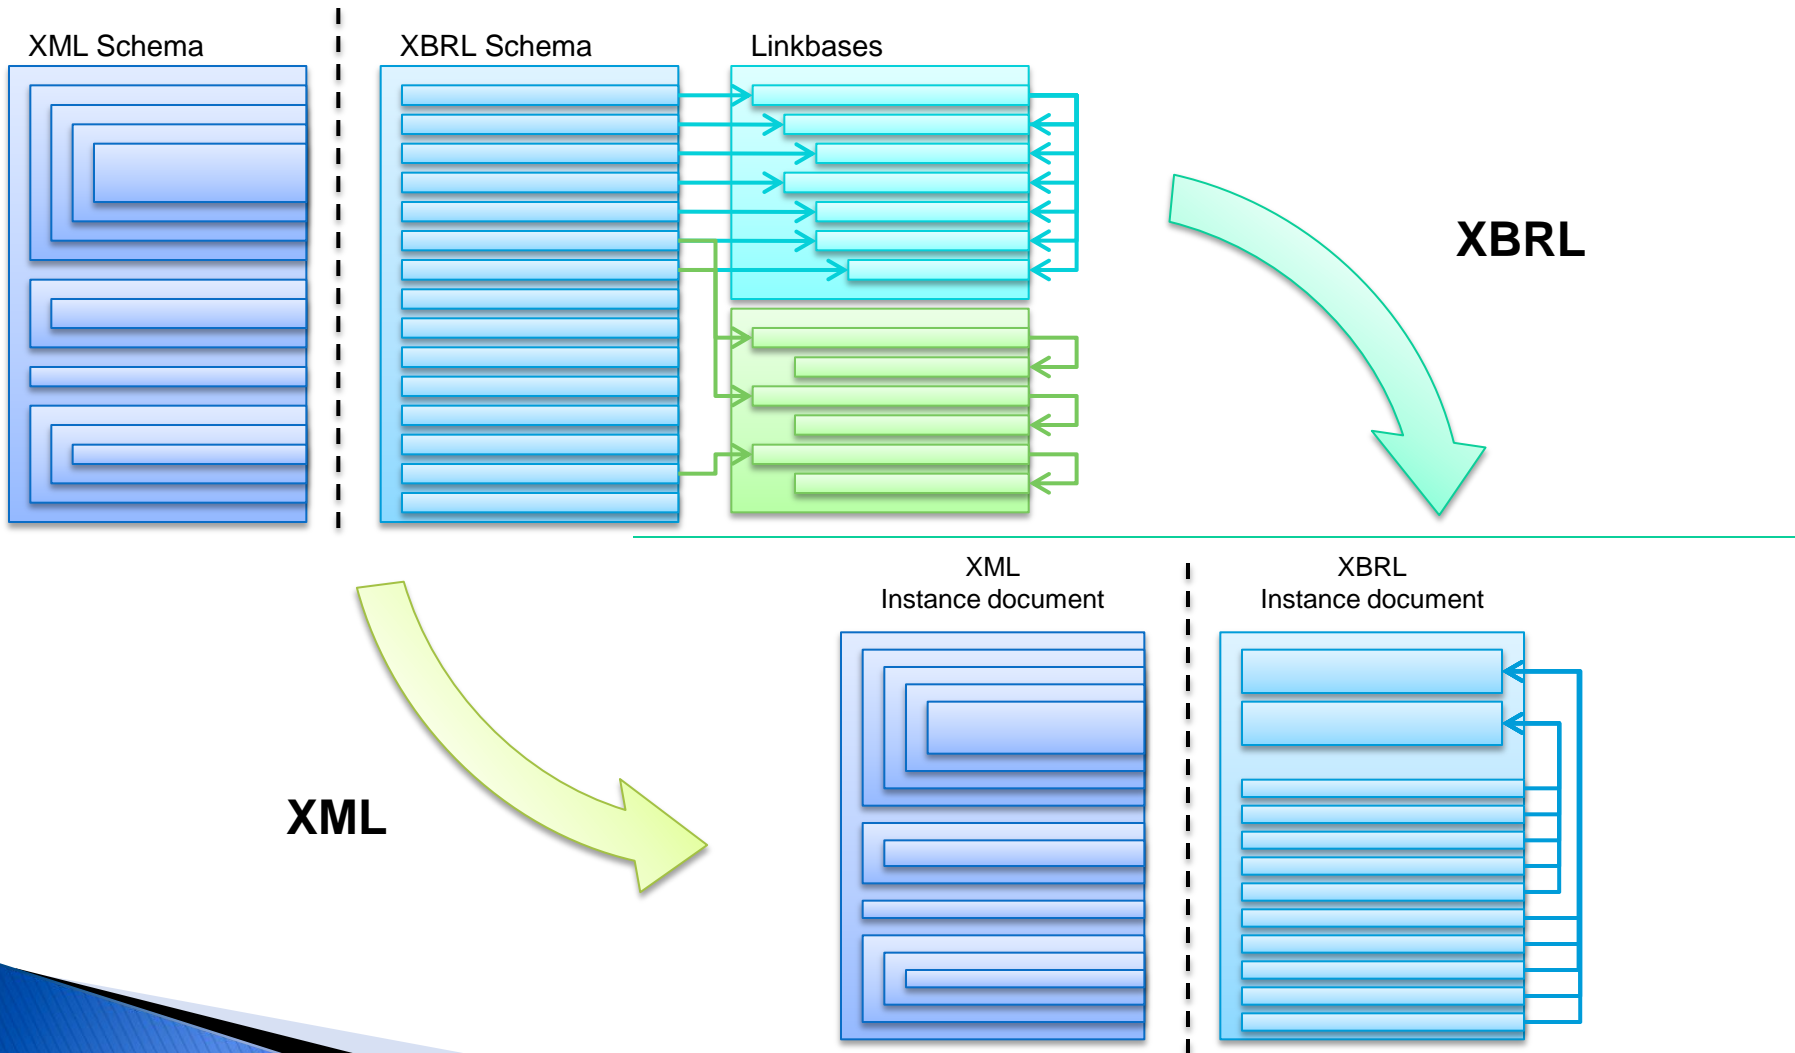 XML Schema
XBRL Schema
Linkbases
XBRL
XML
Instance document
XBRL
Instance document
XML